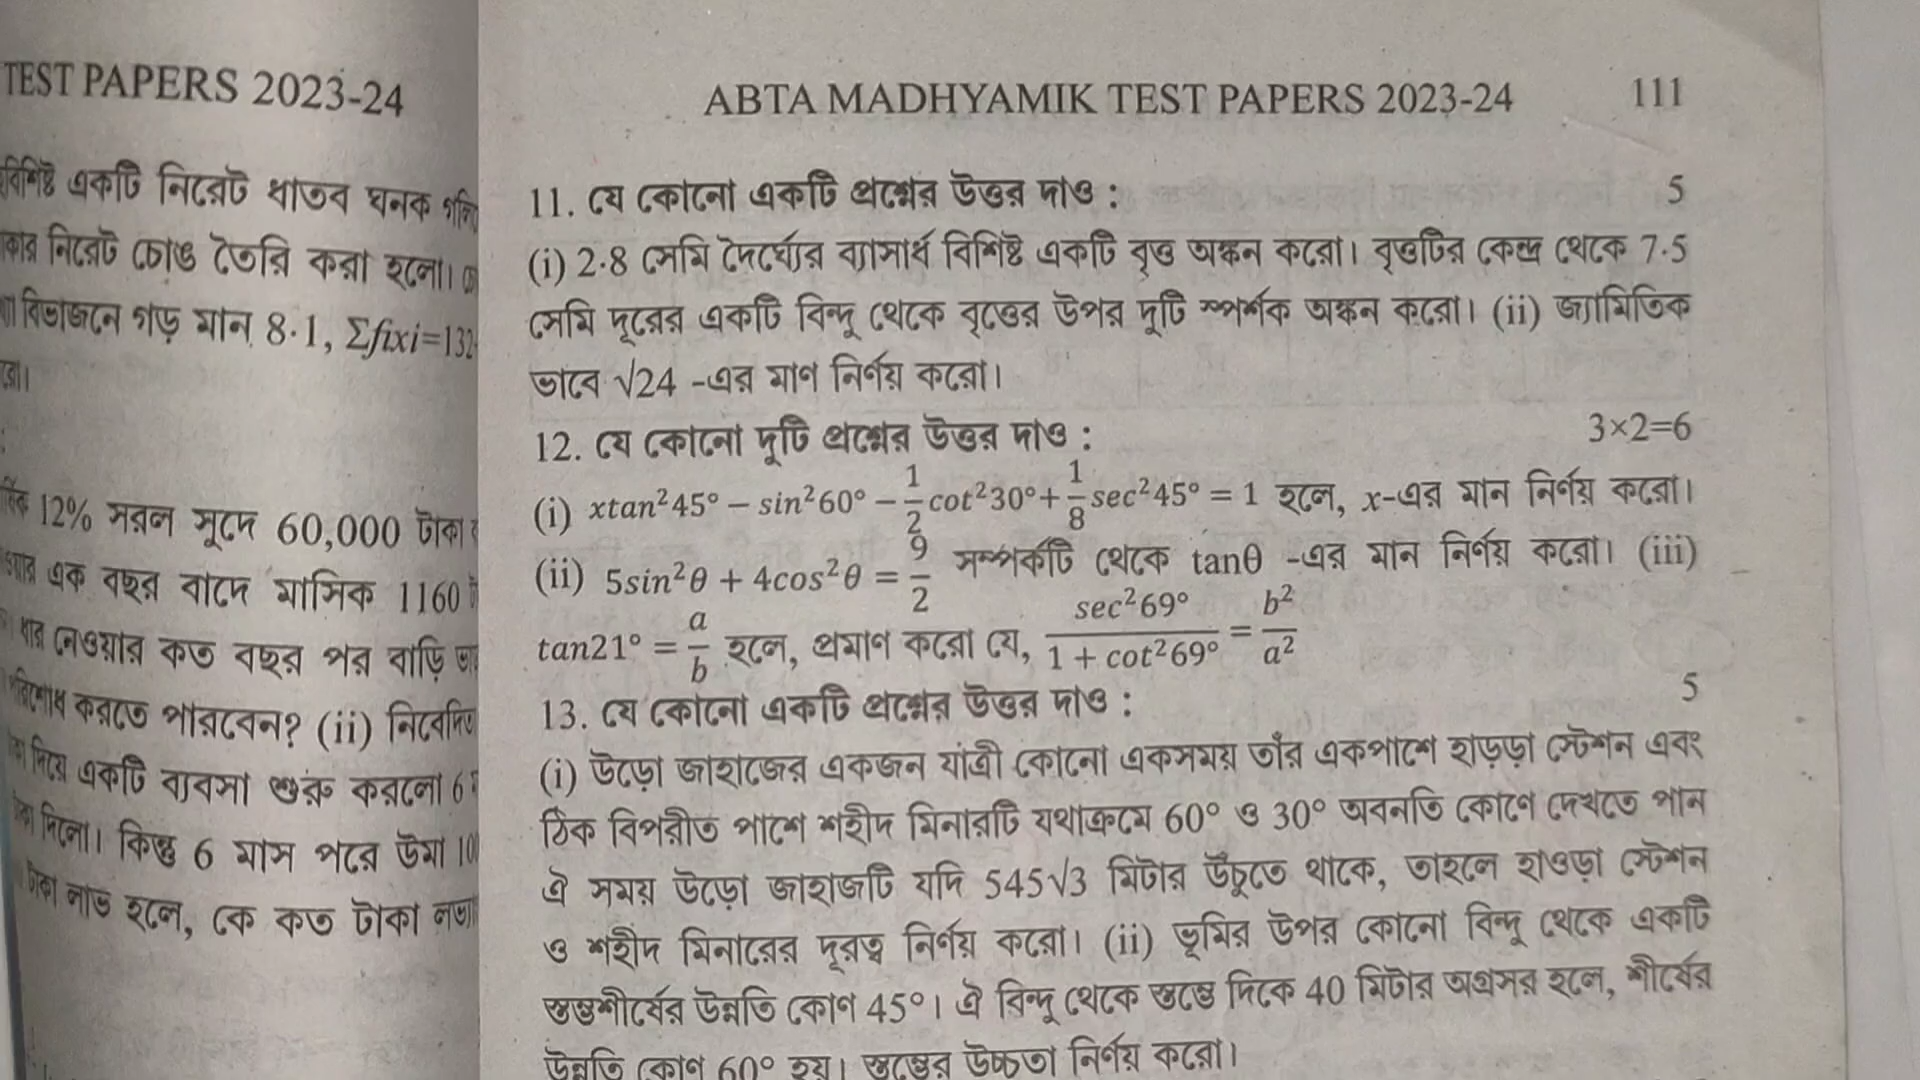 TEST PAPERS 2023-24
একটি নিরেট ধাতব ঘনক
নিরেট চোঙ তৈরি করা হলো।
বিভাজনে গড় মান 8·1, Σfixi=132
12% সরল সুদে 60,000 টাকা
এক বছর বাদে মাসিক 1160
ধার নেওয়ার কত বছর পর বাড়ি
করতে পারবেন? (ii) নিবেদিত
দিয়ে একটি ব্যবসা শুরু করলো। 6
দিলো। কিন্তু 6 মাস পরে উমা 10
টাকা লাভ হলে, কে কত টাকা
ABTA MADHYAMIK TEST PAPERS 2023-24 111
11. যে কোনো একটি প্রশ্নের উত্তর দাও : 5
(i) 2·8 সেমি দৈর্ঘ্যের ব্যাসার্ধ বিশিষ্ট একটি বৃত্ত অঙ্কন করো। বৃত্তটির কেন্দ্র থেকে 7·5
সেমি দূরের একটি বিন্দু থেকে বৃত্তের উপর দুটি স্পর্শক অঙ্কন করো। (ii) জ্যামিতিক
ভাবে √24 -এর মাণ নির্ণয় করো।
12. যে কোনো দুটি প্রশ্নের উত্তর দাও : 3×2=6
(i) xtan²45° − sin²60° − 1/2 cot²30°+ 1/8 sec²45° = 1 হলে, x-এর মান নির্ণয় করো।
(ii) 5sin²θ + 4cos²θ = 9/2 সম্পর্কটি থেকে tanθ -এর মান নির্ণয় করো। (iii)
tan21° = a/b হলে, প্রমাণ করো যে, sec²69°/1 + cot²69° = b²/a²
13. যে কোনো একটি প্রশ্নের উত্তর দাও : 5
(i) উড়ো জাহাজের একজন যাত্রী কোনো একসময় তাঁর একপাশে হাড়ড়া স্টেশন এবং
ঠিক বিপরীত পাশে শহীদ মিনারটি যথাক্রমে 60° ও 30° অবনতি কোণে দেখতে পান
ঐ সময় উড়ো জাহাজটি যদি 545√3 মিটার উঁচুতে থাকে, তাহলে হাওড়া স্টেশন
ও শহীদ মিনারের দূরত্ব নির্ণয় করো। (ii) ভূমির উপর কোনো বিন্দু থেকে একটি
স্তম্ভশীর্ষের উন্নতি কোণ 45°। ঐ বিন্দু থেকে স্তম্ভে দিকে 40 মিটার অগ্রসর হলে, শীর্ষের
উন্নতি কোণ 60° হয়। স্তম্ভের উচ্চতা নির্ণয় করো।